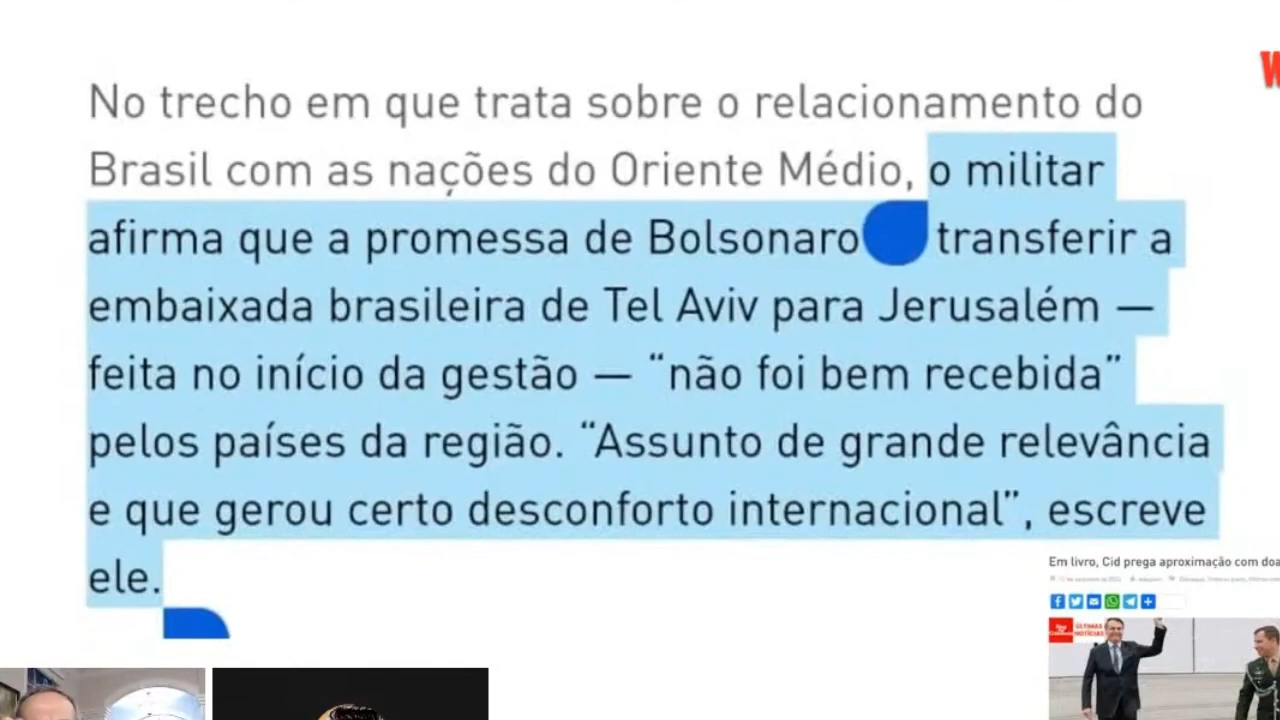 No trecho em que trata sobre o relacionamento do
Brasil com as nações do Oriente Médio, o militar
afirma que a promessa de Bolsonaro transferir a
embaixada brasileira de Tel Aviv para Jerusalém —
feita no início da gestão — “não foi bem recebida”
pelos países da região. “Assunto de grande relevância
e que gerou certo desconforto internacional”, escreve
ele.
Em livro, Cid prega aproximação com
ÚLTIMAS
NOTÍCIAS